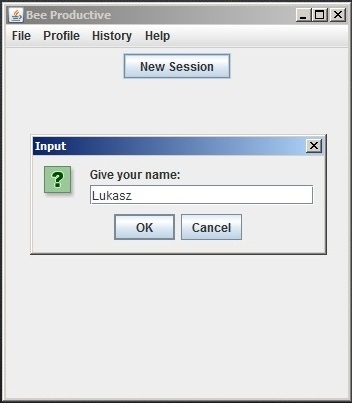 Bee Productive
File Profile History Help
New Session
Input
?
Give your name:
Lukasz
OK Cancel